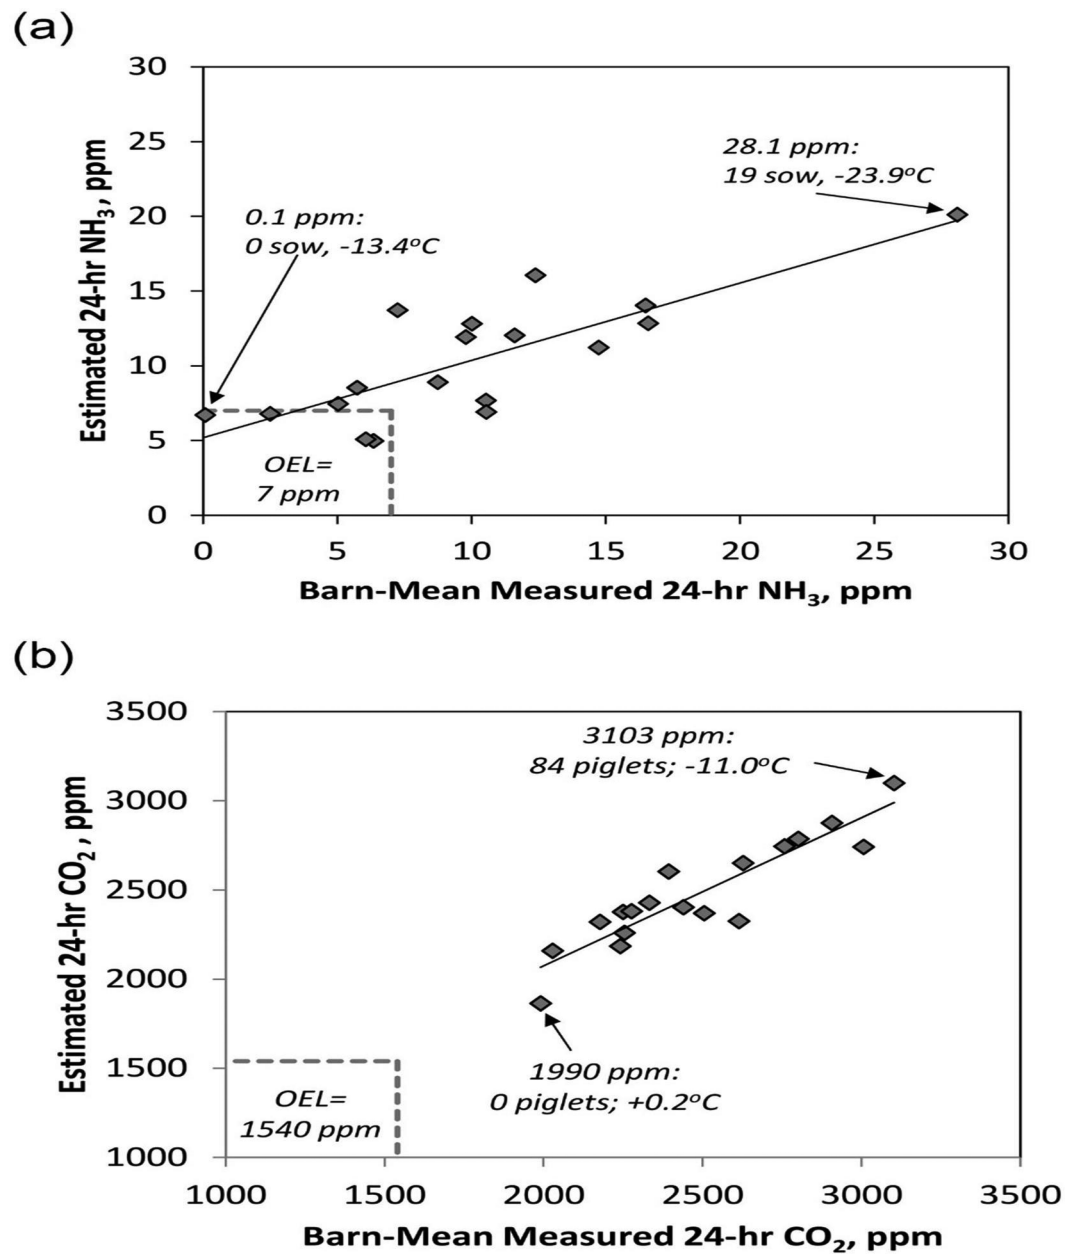 (a)
30
25
20
15
10
5
0
Estimated 24-hr NH₃, ppm
28.1 ppm:
19 sow, -23.9°C
0.1 ppm:
0 sow, -13.4°C
OEL=
7 ppm
0 5 10 15 20 25 30
Barn-Mean Measured 24-hr NH₃, ppm
(b)
3500
3000
2500
2000
1500
1000
Estimated 24-hr CO₂, ppm
3103 ppm:
84 piglets; -11.0°C
1990 ppm:
0 piglets; +0.2°C
OEL=
1540 ppm
1000 1500 2000 2500 3000 3500
Barn-Mean Measured 24-hr CO₂, ppm